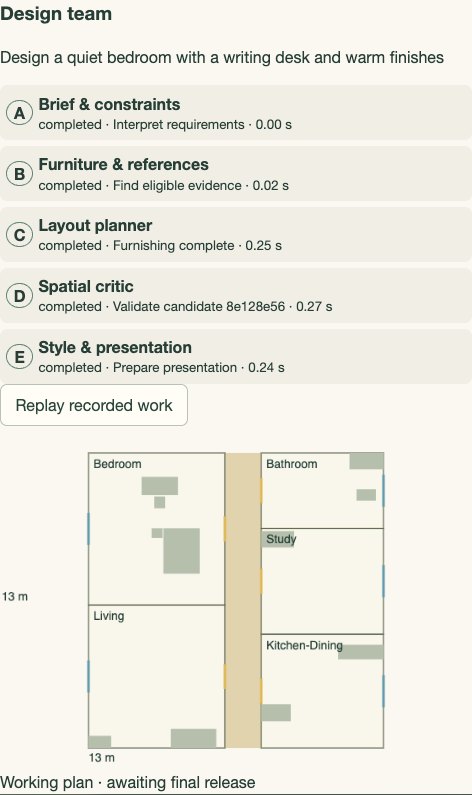 Design team
Design a quiet bedroom with a writing desk and warm finishes
A
Brief & constraints
completed · Interpret requirements · 0.00 s
B
Furniture & references
completed · Find eligible evidence · 0.02 s
C
Layout planner
completed · Furnishing complete · 0.25 s
D
Spatial critic
completed · Validate candidate 8e128e56 · 0.27 s
E
Style & presentation
completed · Prepare presentation · 0.24 s
Replay recorded work
Bedroom
Bathroom
Study
13 m
Living
Kitchen-Dining
13 m
Working plan · awaiting final release